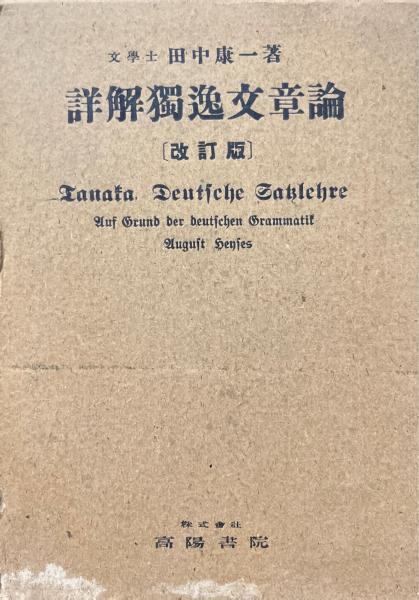 文學士 田中康一著
詳解獨逸文章論
〔改訂版〕
Tanaka, Deutsche Satzlehre
Auf Grund der deutschen Grammatik
August Heyses
株式會社
高陽書院